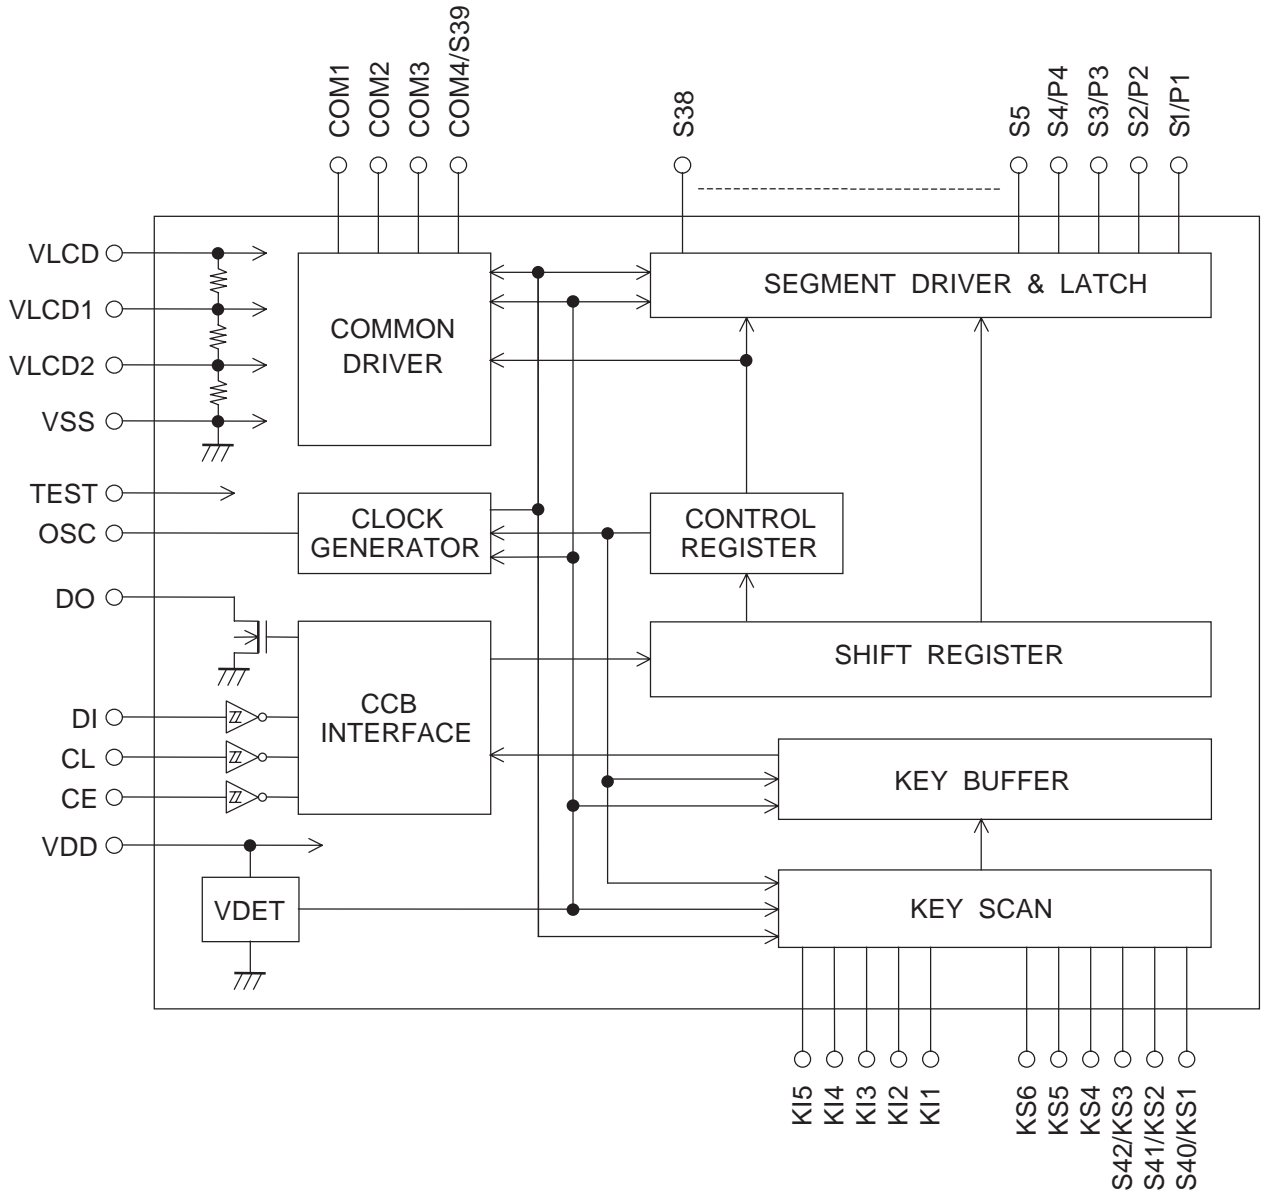 COM1
COM2
COM3
COM4/S39
S38
S5
S4/P4
S3/P3
S2/P2
S1/P1
VLCD
VLCD1
VLCD2
VSS
TEST
OSC
DO
DI
CL
CE
VDD
COMMON
DRIVER
SEGMENT DRIVER & LATCH
CLOCK
GENERATOR
CONTROL
REGISTER
SHIFT REGISTER
CCB
INTERFACE
KEY BUFFER
VDET
KEY SCAN
KI5
KI4
KI3
KI2
KI1
KS6
KS5
KS4
S42/KS3
S41/KS2
S40/KS1